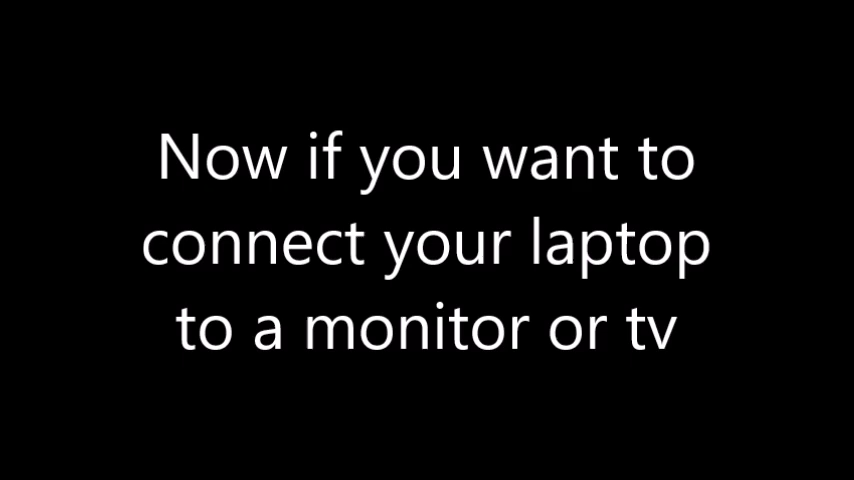 Now if you want to
connect your laptop
to a monitor or tv